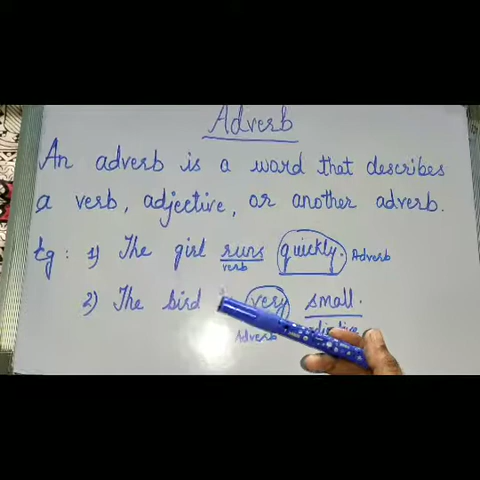 Adverb
An adverb is a word that describes
a verb, adjective, or another adverb.
Eg : 1) The girl runs quickly. Adverb
verb
2) The bird very small.
Adverb adjective